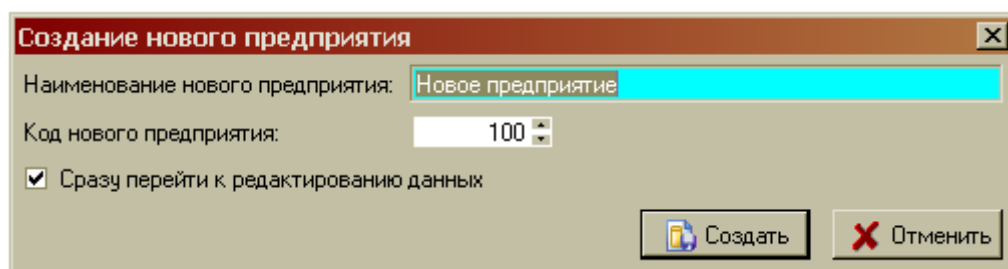 Создание нового предприятия
Наименование нового предприятия: Новое предприятие
Код нового предприятия: 100
Сразу перейти к редактированию данных
Создать Отменить